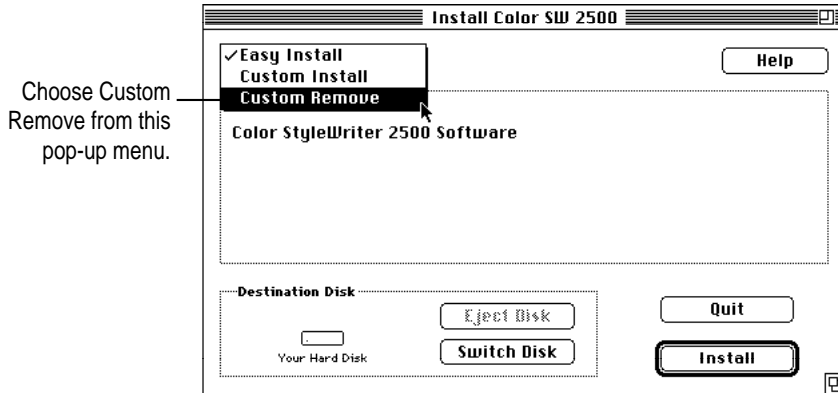 Install Color SW 2500
✓Easy Install
Custom Install
Custom Remove
Help
Choose Custom
Remove from this
pop-up menu.
Color StyleWriter 2500 Software
Destination Disk
Eject Disk
Quit
Your Hard Disk
Switch Disk
Install